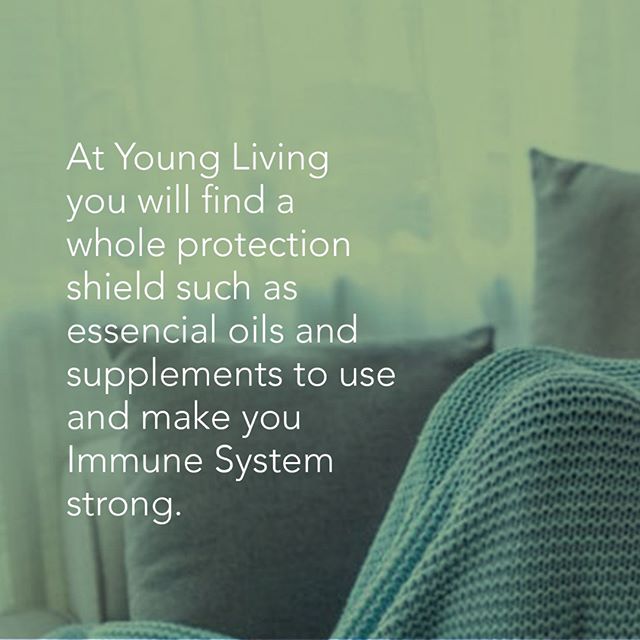 At Young Living
you will find a
whole protection
shield such as
essencial oils and
supplements to use
and make you
Immune System
strong.